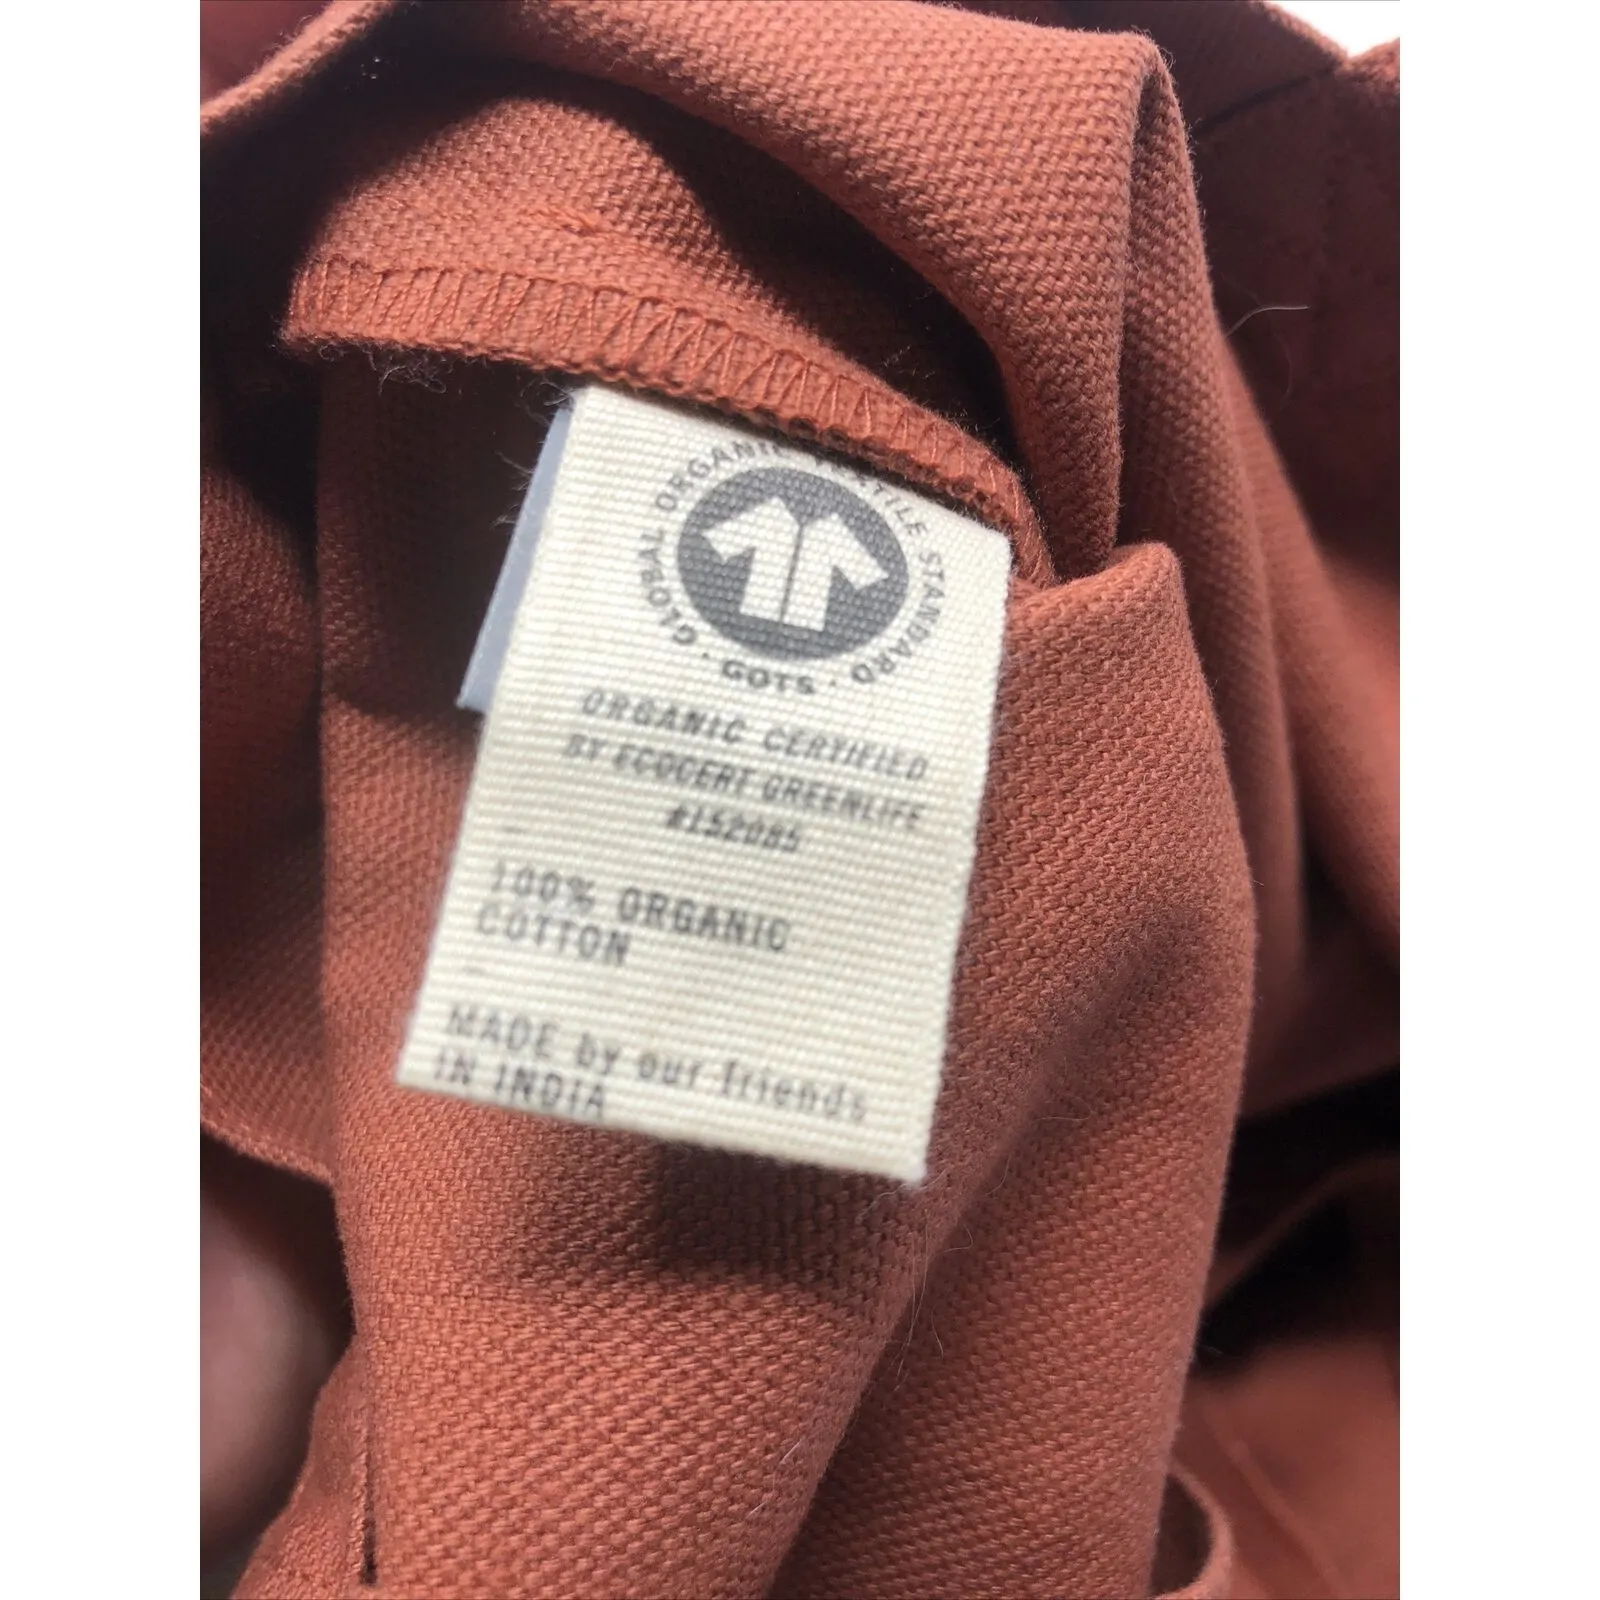 GLOBAL ORGANIC TEXTILE STANDARD
· GOTS ·
ORGANIC CERTIFIED
BY ECOCERT GREENLIFE
#152085
100% ORGANIC
COTTON
MADE by our friends
IN INDIA